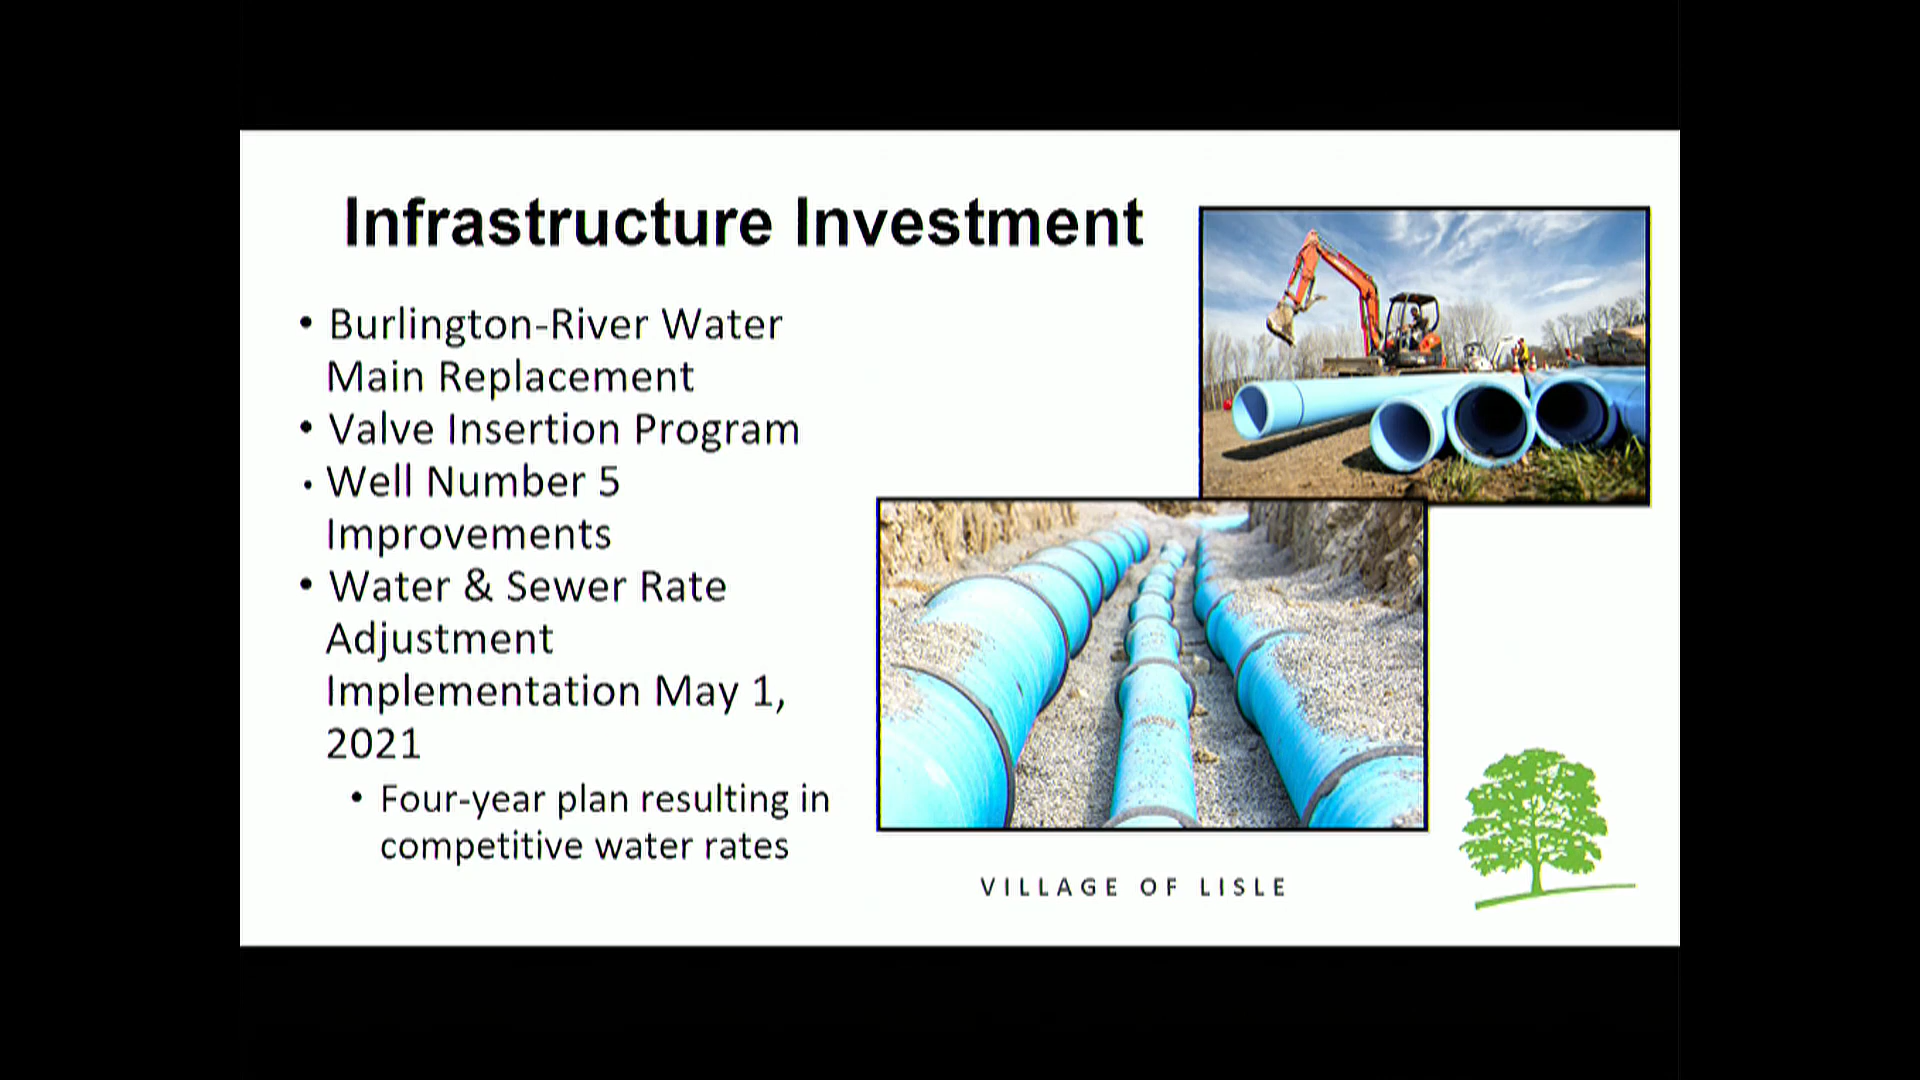 Infrastructure Investment
• Burlington-River Water
Main Replacement
• Valve Insertion Program
• Well Number 5
Improvements
• Water & Sewer Rate
Adjustment
Implementation May 1,
2021
• Four-year plan resulting in
competitive water rates
VILLAGE OF LISLE